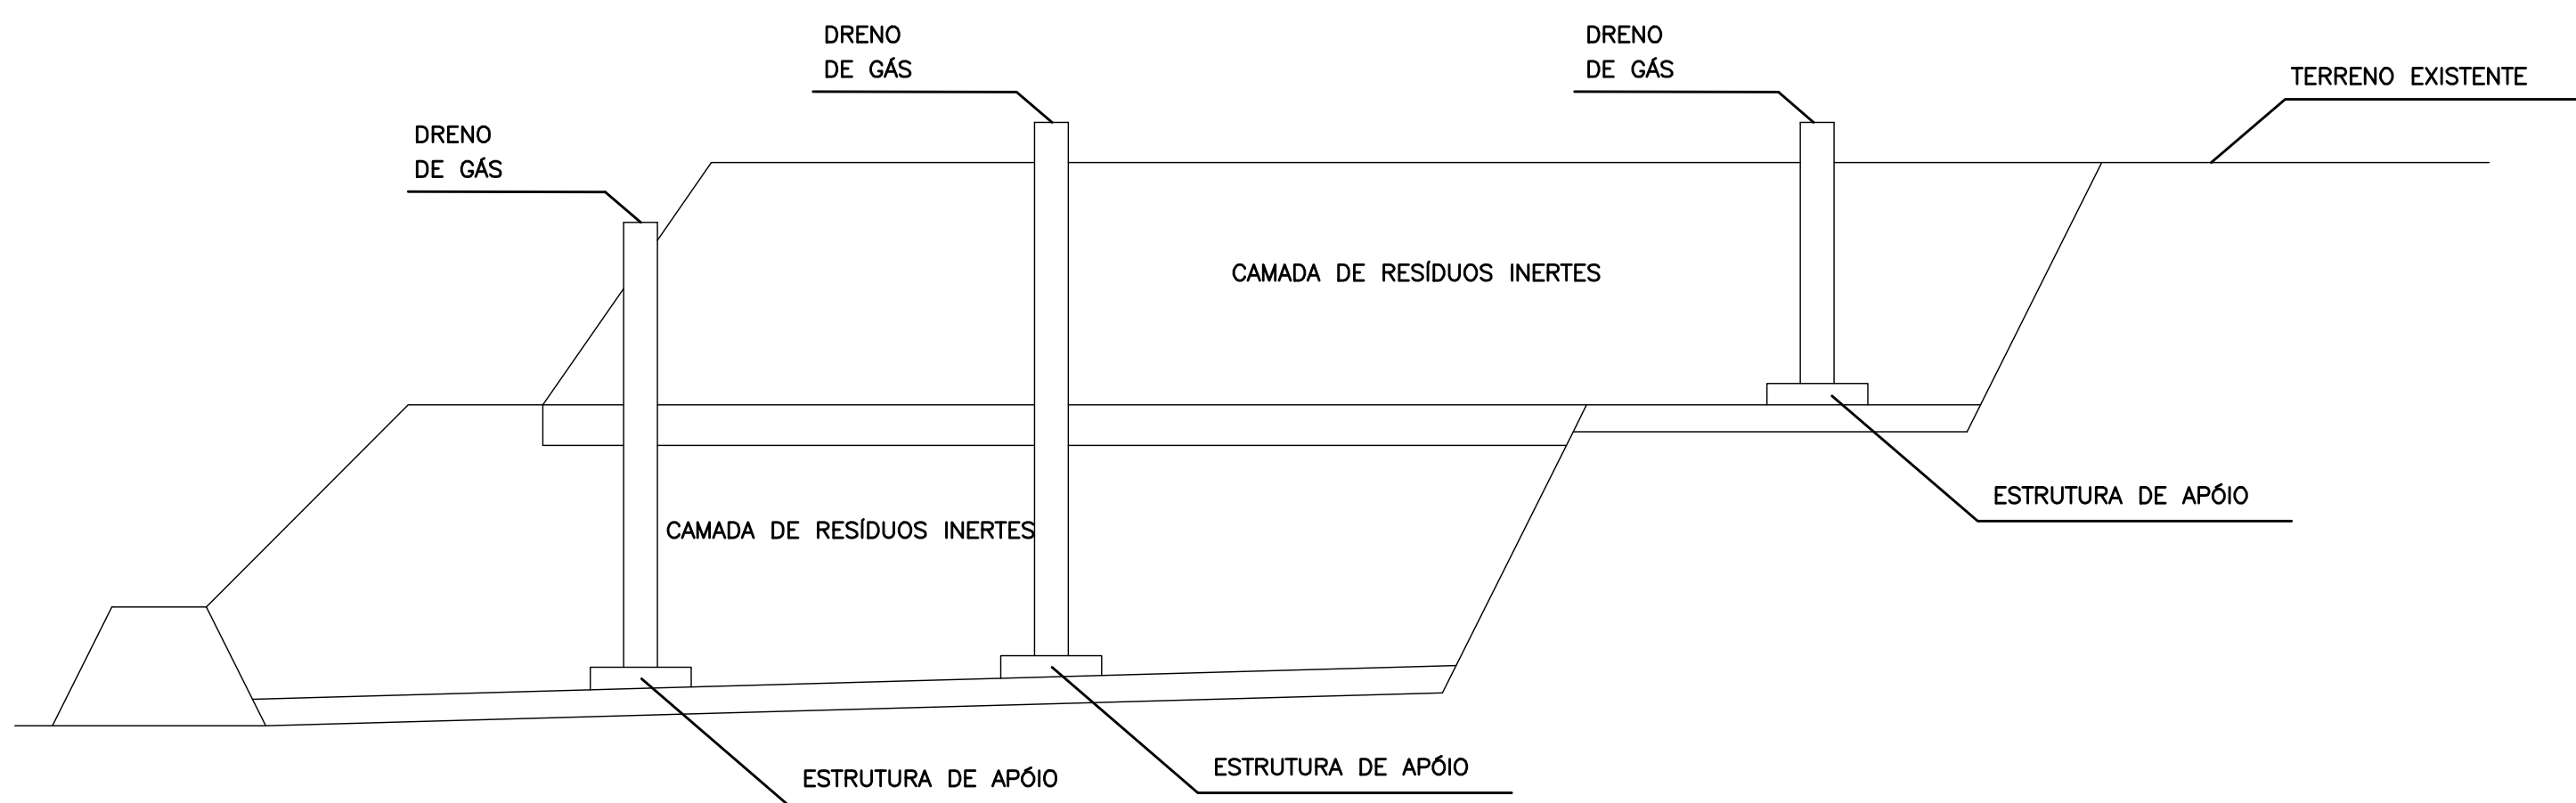 DRENO
DE GÁS
DRENO
DE GÁS
TERRENO EXISTENTE
DRENO
DE GÁS
CAMADA DE RESÍDUOS INERTES
ESTRUTURA DE APÓIO
CAMADA DE RESÍDUOS INERTES
ESTRUTURA DE APÓIO
ESTRUTURA DE APÓIO